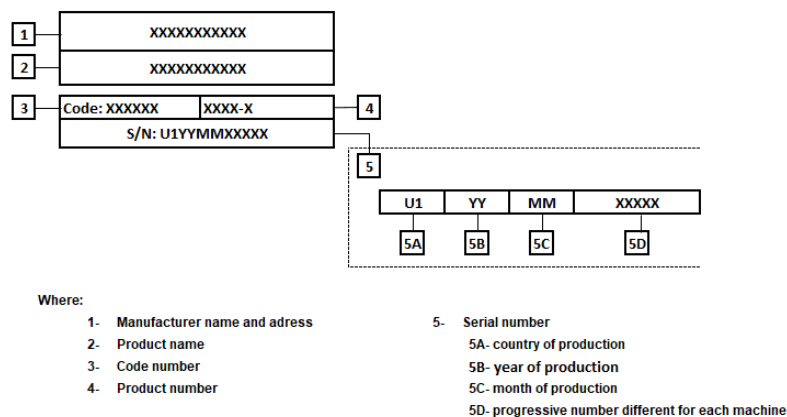 1
XXXXXXXXXXX
2
XXXXXXXXXXX
3
Code: XXXXXX
XXXX-X
4
S/N: U1YYMMXXXXX
5
U1
YY
MM
XXXXX
5A
5B
5C
5D
Where:
1- Manufacturer name and adress
2- Product name
3- Code number
4- Product number
5- Serial number
5A- country of production
5B- year of production
5C- month of production
5D- progressive number different for each machine